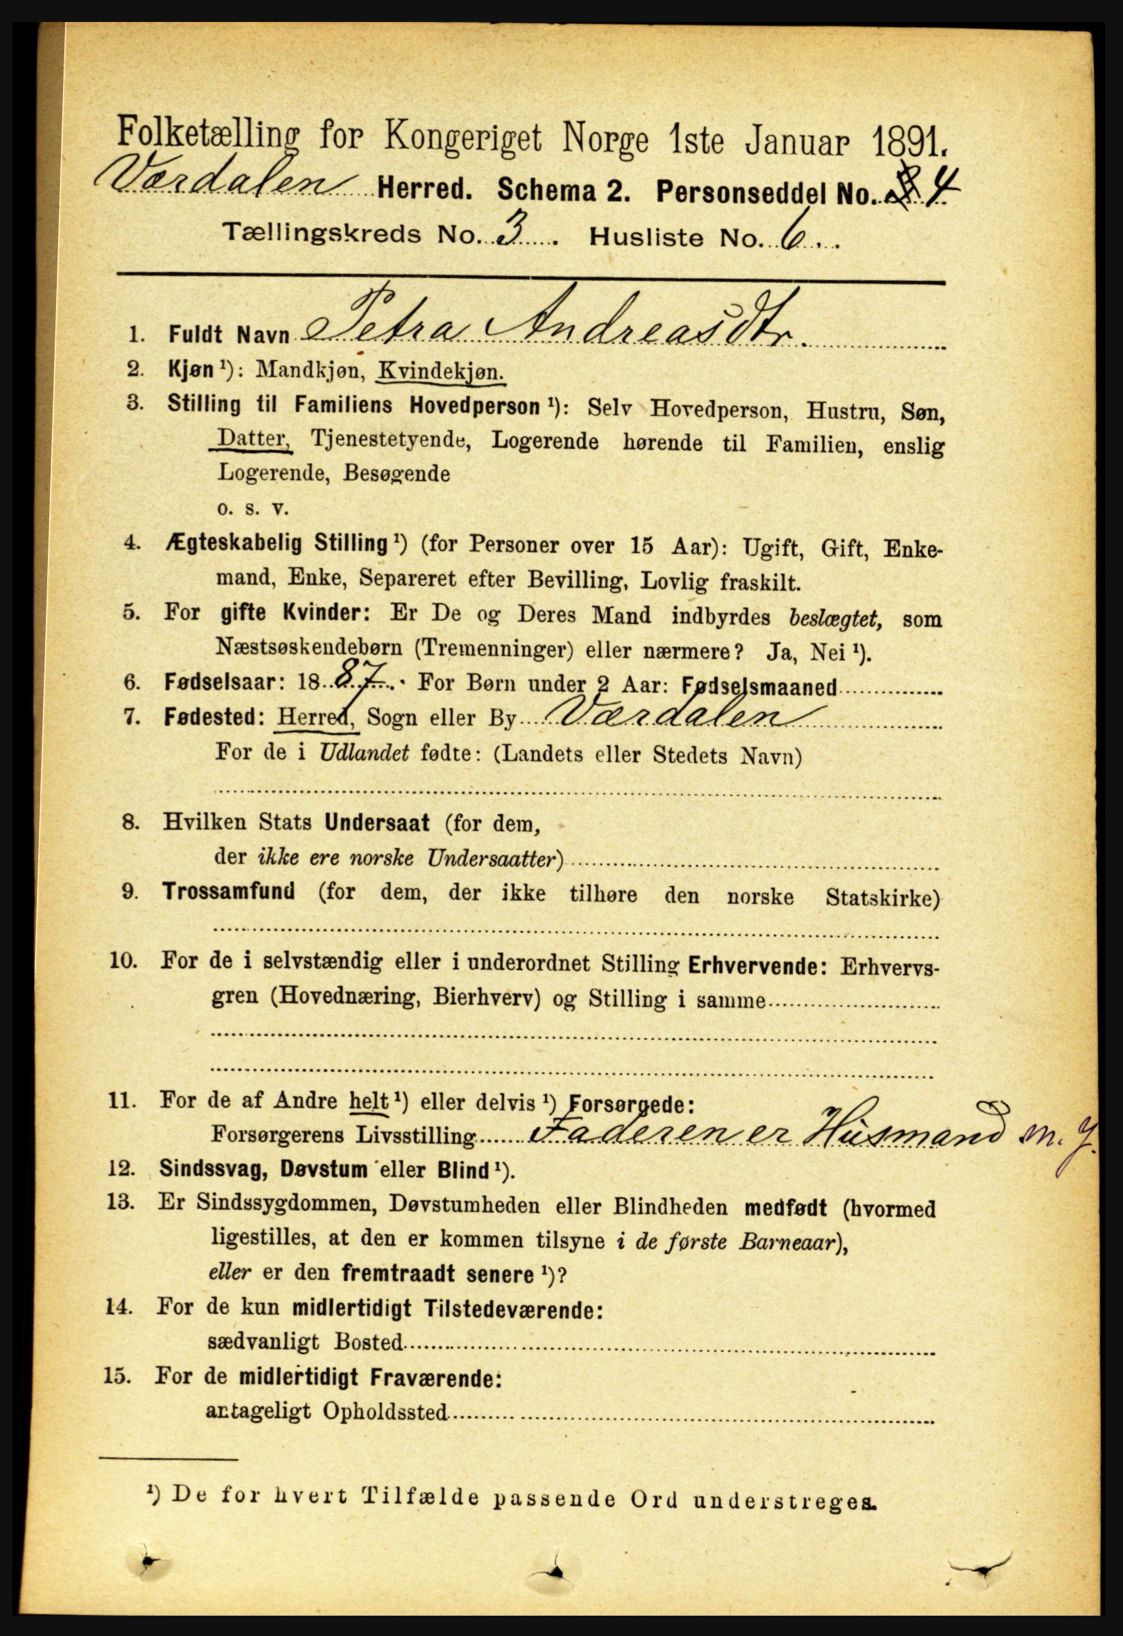 Folketælling for Kongeriget Norge 1ste Januar 1891.
Værdalen Herred. Schema 2. Personseddel No. 4
Tællingskreds No. 3. Husliste No. 6.
1. Fuldt Navn Petra Andreasdtr.
2. Kjøn ¹): Mandkjøn, Kvindekjøn.
3. Stilling til Familiens Hovedperson ¹): Selv Hovedperson, Hustru, Søn,
Datter, Tjenestetyende, Logerende hørende til Familien, enslig
Logerende, Besøgende
o. s. v.
4. Ægteskabelig Stilling ¹) (for Personer over 15 Aar): Ugift, Gift, Enke-
mand, Enke, Separeret efter Bevilling, Lovlig fraskilt.
5. For gifte Kvinder: Er De og Deres Mand indbyrdes beslægtet, som
Næstsøskendebørn (Tremenninger) eller nærmere? Ja, Nei ¹).
6. Fødselsaar: 1887. For Børn under 2 Aar: Fødselsmaaned
7. Fødested: Herred, Sogn eller By Værdalen
For de i Udlandet fødte: (Landets eller Stedets Navn)
8. Hvilken Stats Undersaat (for dem,
der ikke ere norske Undersaatter)
9. Trossamfund (for dem, der ikke tilhøre den norske Statskirke)
10. For de i selvstændig eller i underordnet Stilling Erhvervende: Erhvervs-
gren (Hovednæring, Bierhverv) og Stilling i samme
11. For de af Andre helt ¹) eller delvis ¹) Forsørgede:
Forsørgerens Livsstilling Faderen er Husmand m. J.
12. Sindssvag, Døvstum eller Blind ¹).
13. Er Sindssygdommen, Døvstumheden eller Blindheden medfødt (hvormed
ligestilles, at den er kommen tilsyne i de første Barneaar),
eller er den fremtraadt senere ¹)?
14. For de kun midlertidigt Tilstedeværende:
sædvanligt Bosted
15. For de midlertidigt Fraværende:
antageligt Opholdssted
¹) De for hvert Tilfælde passende Ord understreges.